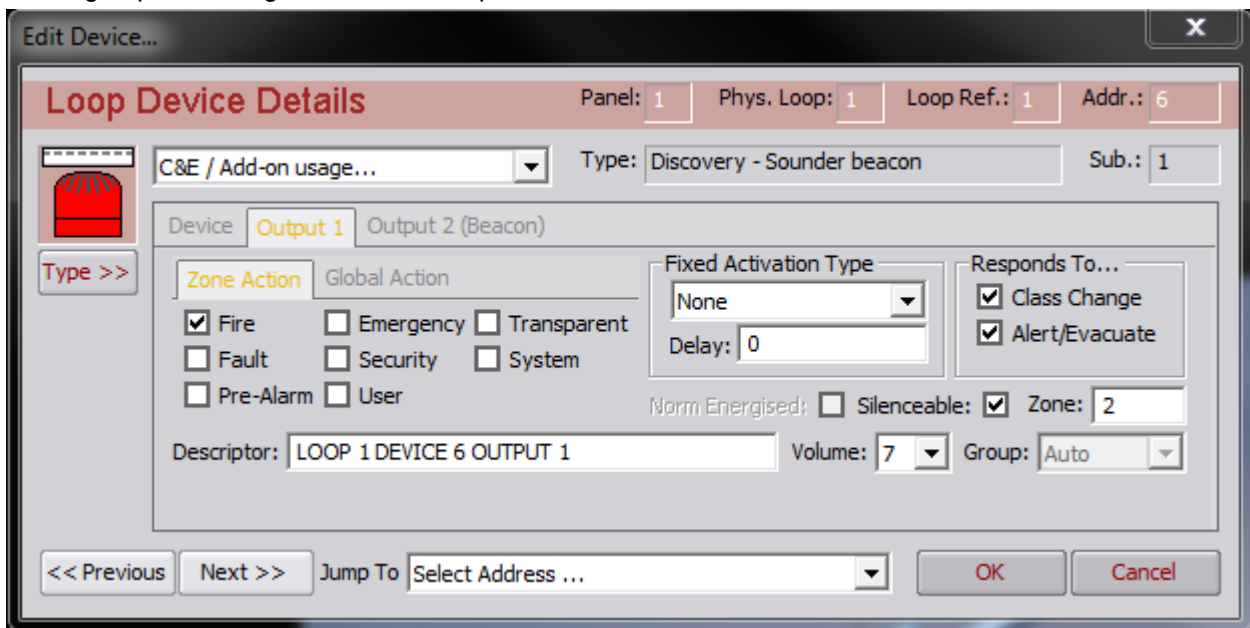 Edit Device...
x
Loop Device Details Panel: 1 Phys. Loop: 1 Loop Ref.: 1 Addr.: 6
C&E / Add-on usage... Type: Discovery - Sounder beacon Sub.: 1
Device Output 1 Output 2 (Beacon)
Type >>
Zone Action Global Action
Fixed Activation Type
Responds To...
None
Class Change
Fire Emergency Transparent
Delay: 0
Alert/Evacuate
Fault Security System
Pre-Alarm User
Norm Energised: Silenceable: Zone: 2
Descriptor: LOOP 1 DEVICE 6 OUTPUT 1 Volume: 7 Group: Auto
<< Previous Next >> Jump To Select Address ... OK Cancel